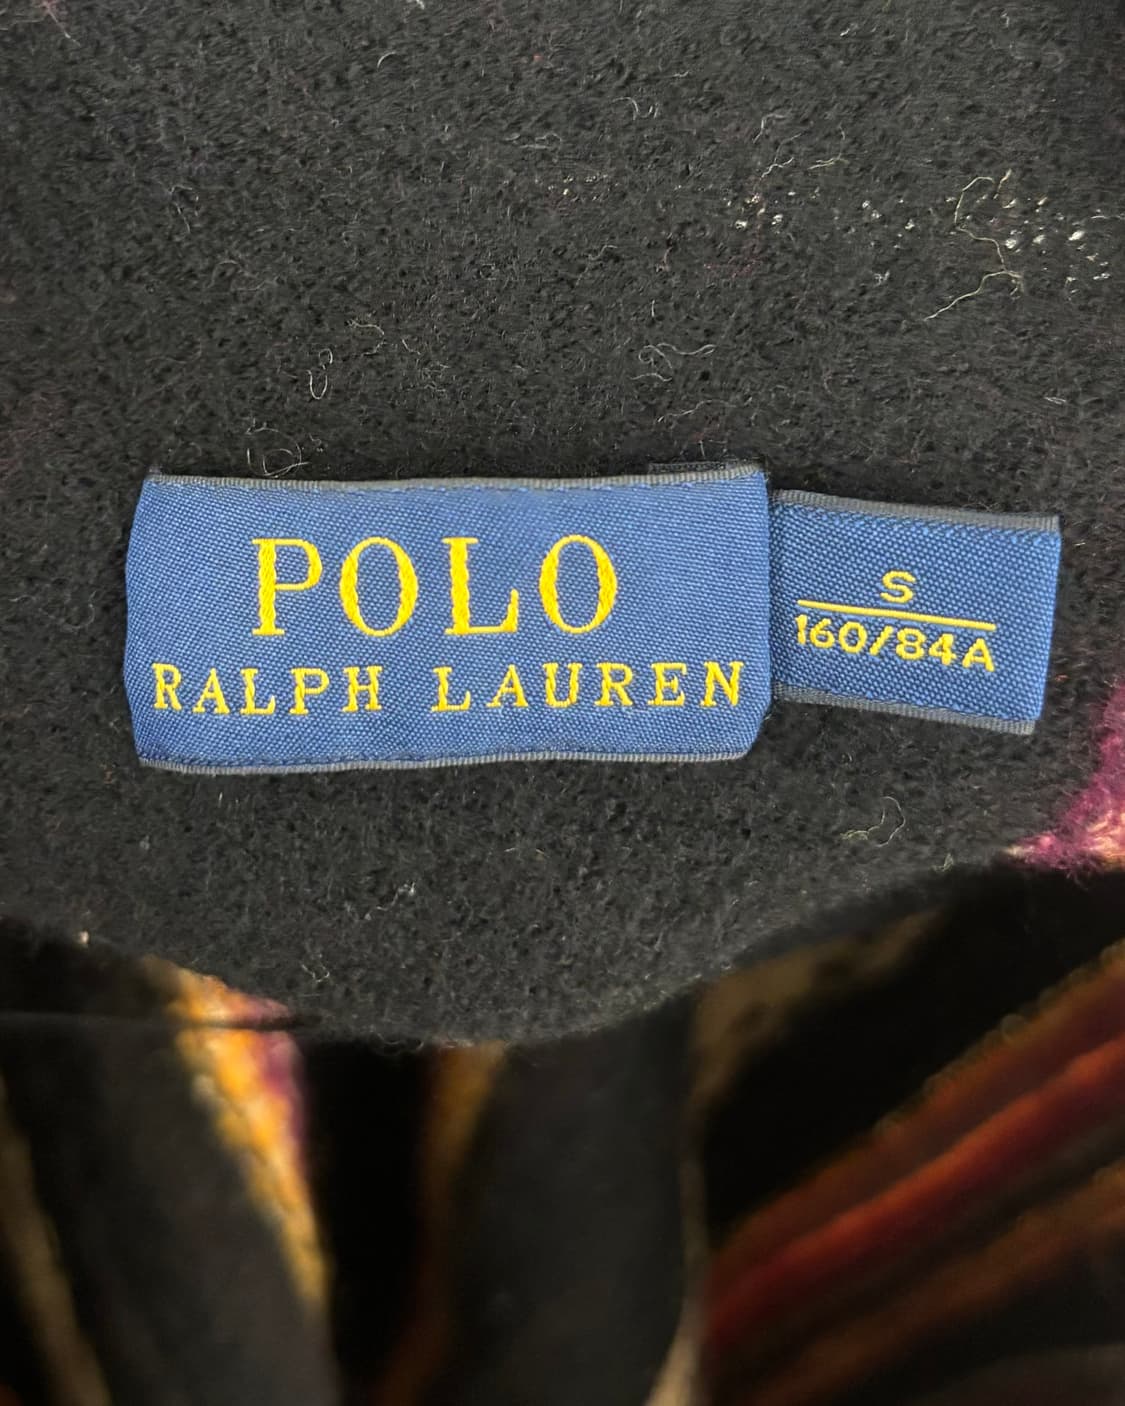 POLO
RALPH LAUREN
S
160/84A